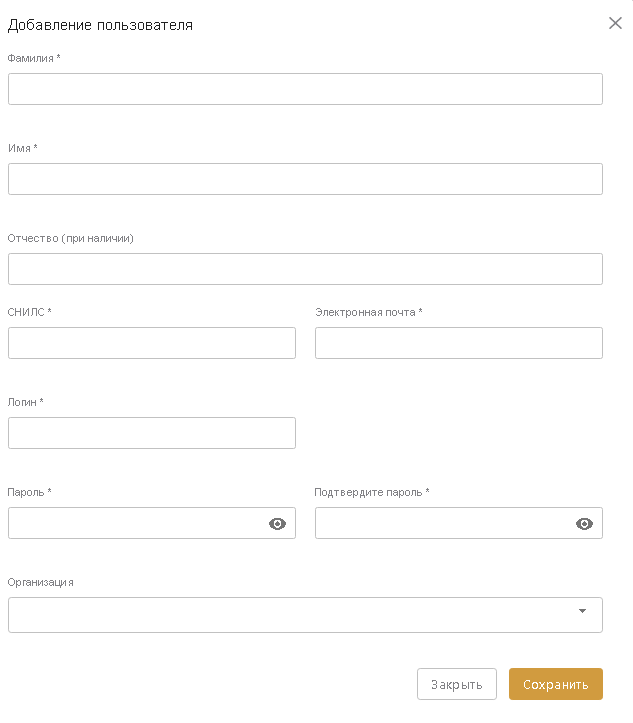 Добавление пользователя
Фамилия *
Имя *
Отчество (при наличии)
СНИЛС * Электронная почта *
Логин *
Пароль * Подтвердите пароль *
Организация
Закрыть Сохранить